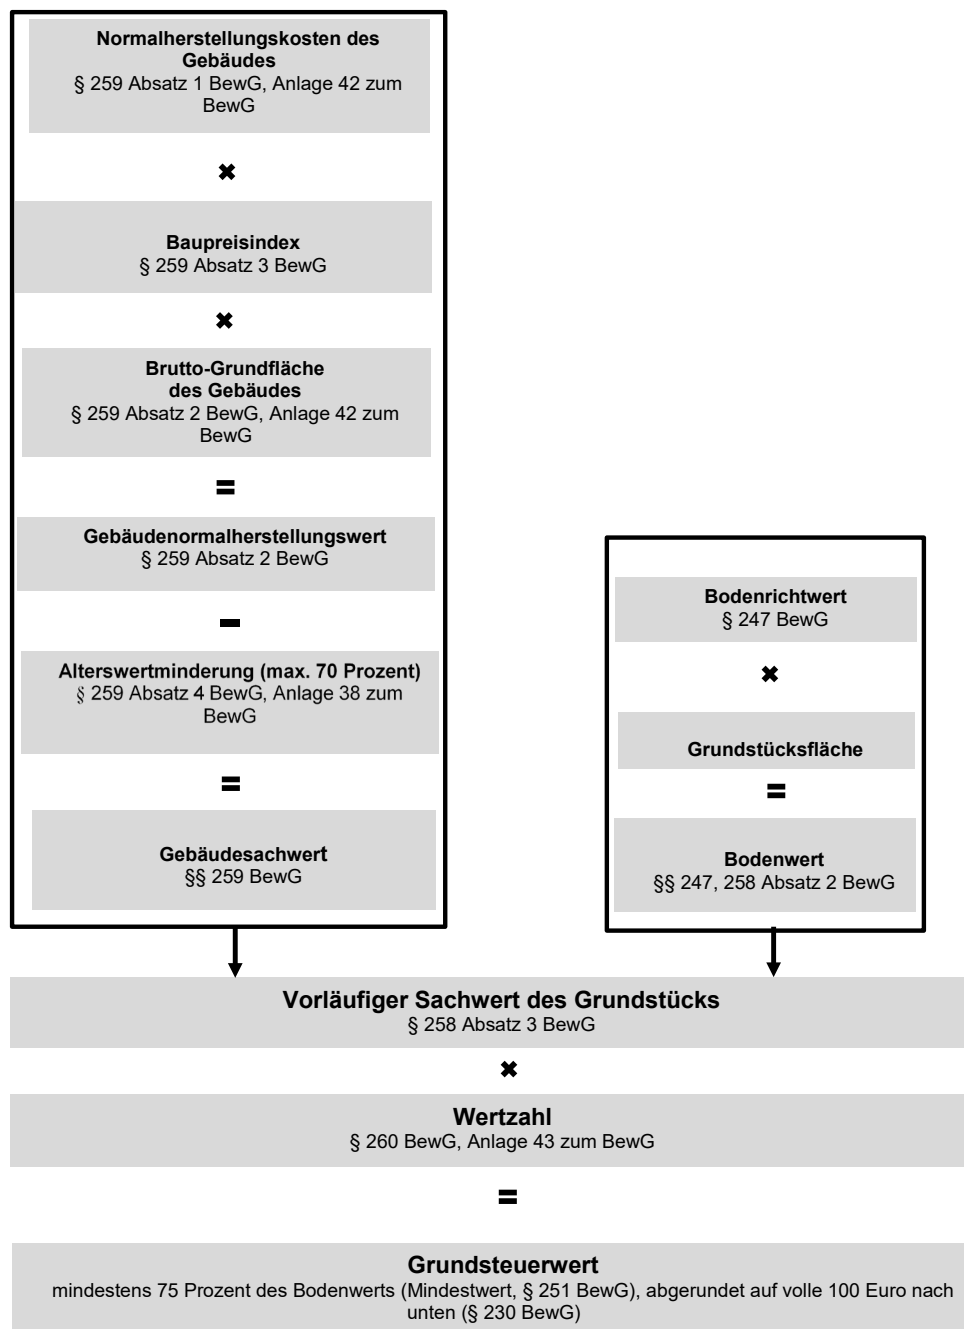 Normalherstellungskosten des
Gebäudes
§ 259 Absatz 1 BewG, Anlage 42 zum
BewG
×
Baupreisindex
§ 259 Absatz 3 BewG
×
Brutto-Grundfläche
des Gebäudes
§ 259 Absatz 2 BewG, Anlage 42 zum
BewG
=
Gebäudenormalherstellungswert
§ 259 Absatz 2 BewG
-
Alterswertminderung (max. 70 Prozent)
§ 259 Absatz 4 BewG, Anlage 38 zum
BewG
=
Gebäudesachwert
§§ 259 BewG
Bodenrichtwert
§ 247 BewG
×
Grundstücksfläche
=
Bodenwert
§§ 247, 258 Absatz 2 BewG
Vorläufiger Sachwert des Grundstücks
§ 258 Absatz 3 BewG
×
Wertzahl
§ 260 BewG, Anlage 43 zum BewG
=
Grundsteuerwert
mindestens 75 Prozent des Bodenwerts (Mindestwert, § 251 BewG), abgerundet auf volle 100 Euro nach
unten (§ 230 BewG)